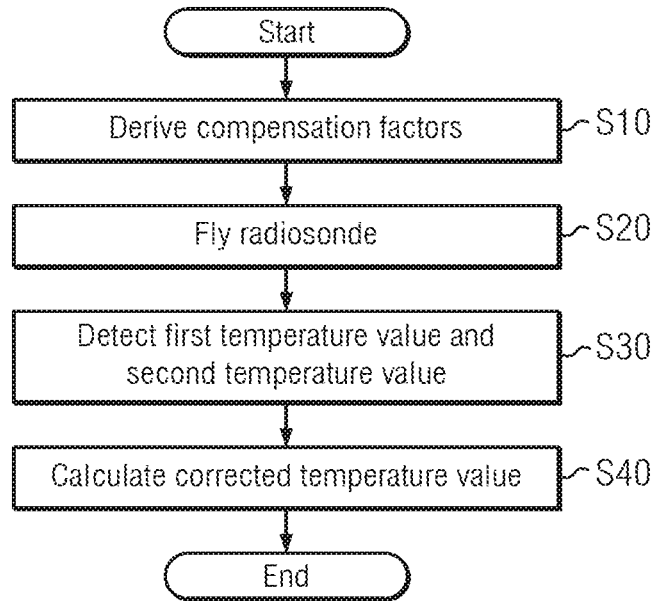 Start
Derive compensation factors
S10
Fly radiosonde
S20
Detect first temperature value and
second temperature value
S30
Calculate corrected temperature value
S40
End